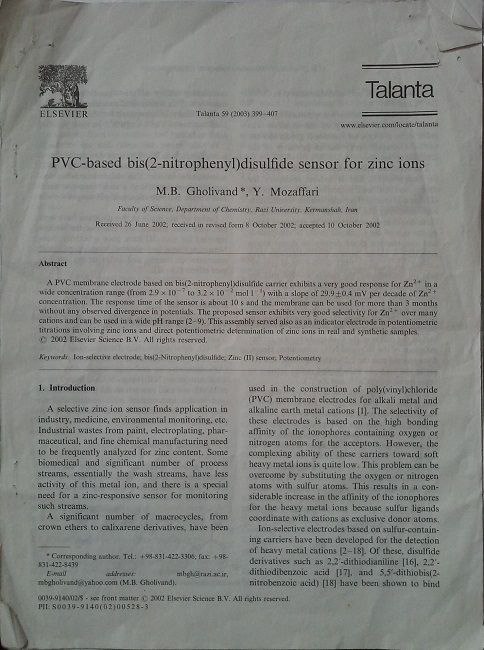 ELSEVIER
Talanta 59 (2003) 399–407
Talanta
www.elsevier.com/locate/talanta
PVC-based bis(2-nitrophenyl)disulfide sensor for zinc ions
M.B. Gholivand *, Y. Mozaffari
Faculty of Science, Department of Chemistry, Razi University, Kermanshah, Iran
Received 26 June 2002; received in revised form 8 October 2002; accepted 10 October 2002
Abstract
A PVC membrane electrode based on bis(2-nitrophenyl)disulfide carrier exhibits a very good response for Zn2+ in a
wide concentration range (from 2.9 × 10 to 3.2 × 10 mol l−1) with a slope of 29.9±0.4 mV per decade of Zn2+
concentration. The response time of the sensor is about 10 s and the membrane can be used for more than 3 months
without any observed divergence in potentials. The proposed sensor exhibits very good selectivity for Zn2+ over many
cations and can be used in a wide pH range (2–9). This assembly served also as an indicator electrode in potentiometric
titrations involving zinc ions and direct potentiometric determination of zinc ions in real and synthetic samples.
© 2002 Elsevier Science B.V. All rights reserved.
Keywords: Ion-selective electrode; bis(2-Nitrophenyl)disulfide; Zinc (II) sensor; Potentiometry
1. Introduction
A selective zinc ion sensor finds application in
industry, medicine, environmental monitoring, etc.
Industrial wastes from paint, electroplating, phar-
maceutical, and fine chemical manufacturing need
to be frequently analyzed for zinc content. Some
biomedical and significant number of process
streams, essentially the wash streams, have less
activity of this metal ion, and there is a special
need for a zinc-responsive sensor for monitoring
such streams.
A significant number of macrocycles, from
crown ethers to calixarene derivatives, have been
* Corresponding author. Tel.: +98-831-422-3306; fax: +98-
831-422-8439
E-mail addresses: mbgh@razi.ac.ir,
mbgholivand@yahoo.com (M.B. Gholivand).
used in the construction of poly(vinyl)chloride
(PVC) membrane electrodes for alkali metal and
alkaline earth metal cations [1]. The selectivity of
these electrodes is based on the high bonding
affinity of the ionophores containing oxygen or
nitrogen atoms for the acceptors. However, the
complexing ability of these carriers toward soft
heavy metal ions is quite low. This problem can be
overcome by substituting the oxygen or nitrogen
atoms with sulfur atoms. This results in a con-
siderable increase in the affinity of the ionophores
for the heavy metal ions because sulfur ligands
coordinate with cations as exclusive donor atoms.
Ion-selective electrodes based on sulfur-contain-
ing carriers have been developed for the detection
of heavy metal cations [2–18]. Of these, disulfide
derivatives such as 2,2′-dithiodianiline [16], 2,2′-
dithiodibenzoic acid [17], and 5,5′-dithiobis(2-
nitrobenzoic acid) [18] have been shown to bind
0039-9140/02/$ - see front matter © 2002 Elsevier Science B.V. All rights reserved.
PII: S0039-9140(02)00528-3